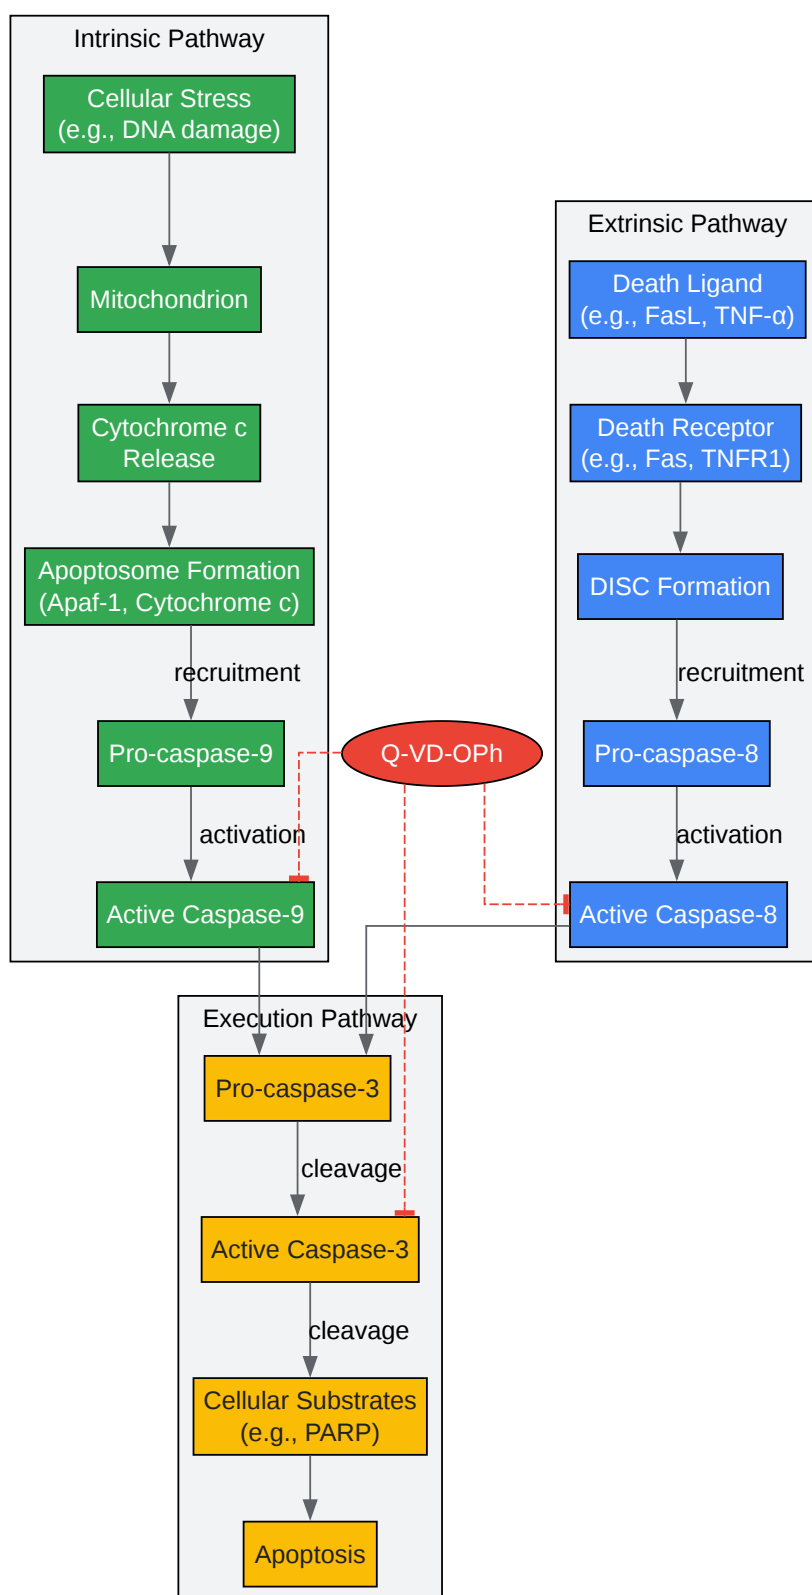 Intrinsic Pathway
Cellular Stress
(e.g., DNA damage)
Mitochondrion
Cytochrome c
Release
Apoptosome Formation
(Apaf-1, Cytochrome c)
recruitment
Pro-caspase-9
activation
Active Caspase-9
Extrinsic Pathway
Death Ligand
(e.g., FasL, TNF-α)
Death Receptor
(e.g., Fas, TNFR1)
DISC Formation
recruitment
Pro-caspase-8
activation
Active Caspase-8
Q-VD-OPh
Execution Pathway
Pro-caspase-3
cleavage
Active Caspase-3
cleavage
Cellular Substrates
(e.g., PARP)
Apoptosis